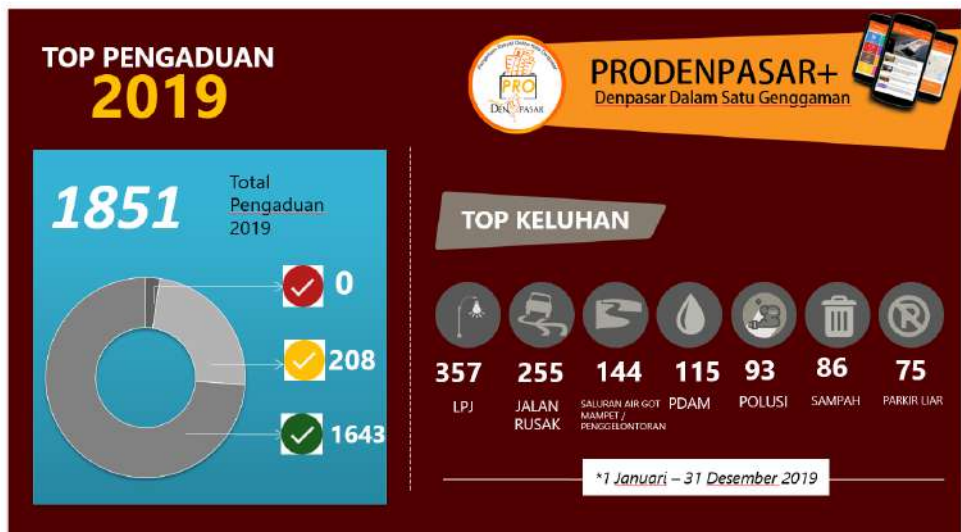 TOP PENGADUAN
2019
PRO
DENPASAR
PRODENPASAR+
Denpasar Dalam Satu Genggaman
1851
Total
Pengaduan
2019
0
208
1643
TOP KELUHAN
357
LPJ
255
JALAN
RUSAK
144
SALURAN AIR GOT
MAMPET /
PENGGELONTORAN
115
PDAM
93
POLUSI
86
SAMPAH
75
PARKIR LIAR
*1 Januari – 31 Desember 2019